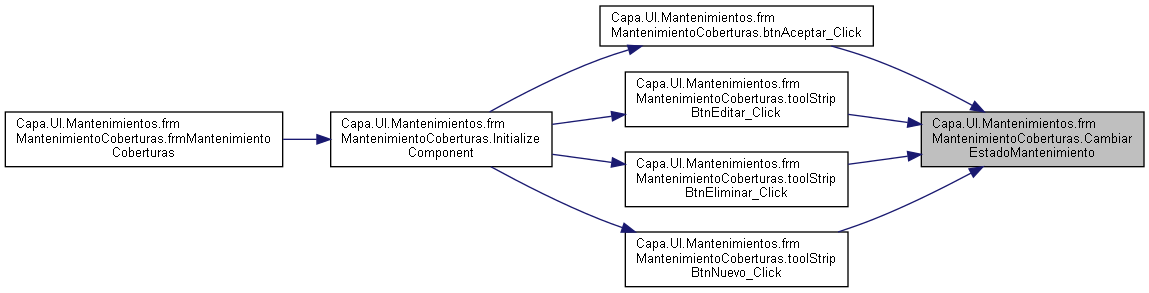 Capa.UI.Mantenimientos.frm
MantenimientoCoberturas.btnAceptar_Click
Capa.UI.Mantenimientos.frm
MantenimientoCoberturas.toolStrip
BtnEditar_Click
Capa.UI.Mantenimientos.frm
MantenimientoCoberturas.frmMantenimiento
Coberturas
Capa.UI.Mantenimientos.frm
MantenimientoCoberturas.Initialize
Component
Capa.UI.Mantenimientos.frm
MantenimientoCoberturas.Cambiar
EstadoMantenimiento
Capa.UI.Mantenimientos.frm
MantenimientoCoberturas.toolStrip
BtnEliminar_Click
Capa.UI.Mantenimientos.frm
MantenimientoCoberturas.toolStrip
BtnNuevo_Click